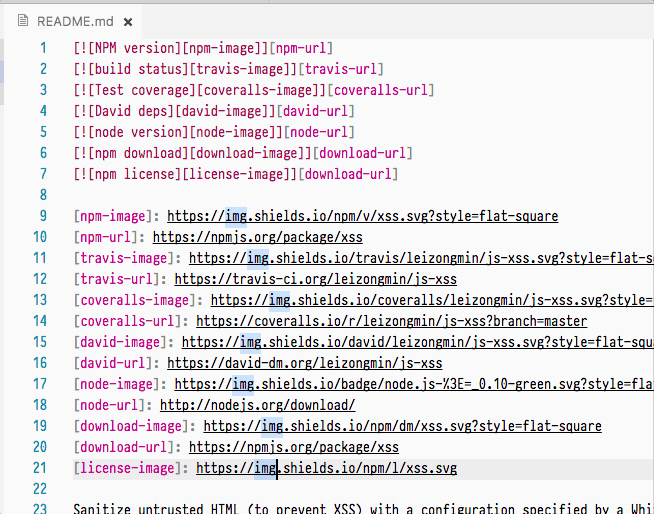 README.md ×
1 [![NPM version][npm-image]][npm-url]
2 [![build status][travis-image]][travis-url]
3 [![Test coverage][coveralls-image]][coveralls-url]
4 [![David deps][david-image]][david-url]
5 [![node version][node-image]][node-url]
6 [![npm download][download-image]][download-url]
7 [![npm license][license-image]][download-url]
8
9 [npm-image]: https://img.shields.io/npm/v/xss.svg?style=flat-square
10 [npm-url]: https://npmjs.org/package/xss
11 [travis-image]: https://img.shields.io/travis/leizongmin/js-xss.svg?style=flat-s
12 [travis-url]: https://travis-ci.org/leizongmin/js-xss
13 [coveralls-image]: https://img.shields.io/coveralls/leizongmin/js-xss.svg?style=
14 [coveralls-url]: https://coveralls.io/r/leizongmin/js-xss?branch=master
15 [david-image]: https://img.shields.io/david/leizongmin/js-xss.svg?style=flat-squ
16 [david-url]: https://david-dm.org/leizongmin/js-xss
17 [node-image]: https://img.shields.io/badge/node.js-%3E=_0.10-green.svg?style=fla
18 [node-url]: http://nodejs.org/download/
19 [download-image]: https://img.shields.io/npm/dm/xss.svg?style=flat-square
20 [download-url]: https://npmjs.org/package/xss
21 [license-image]: https://img.shields.io/npm/l/xss.svg
22
23 Sanitize untrusted HTML (to prevent XSS) with a configuration specified by a Whi